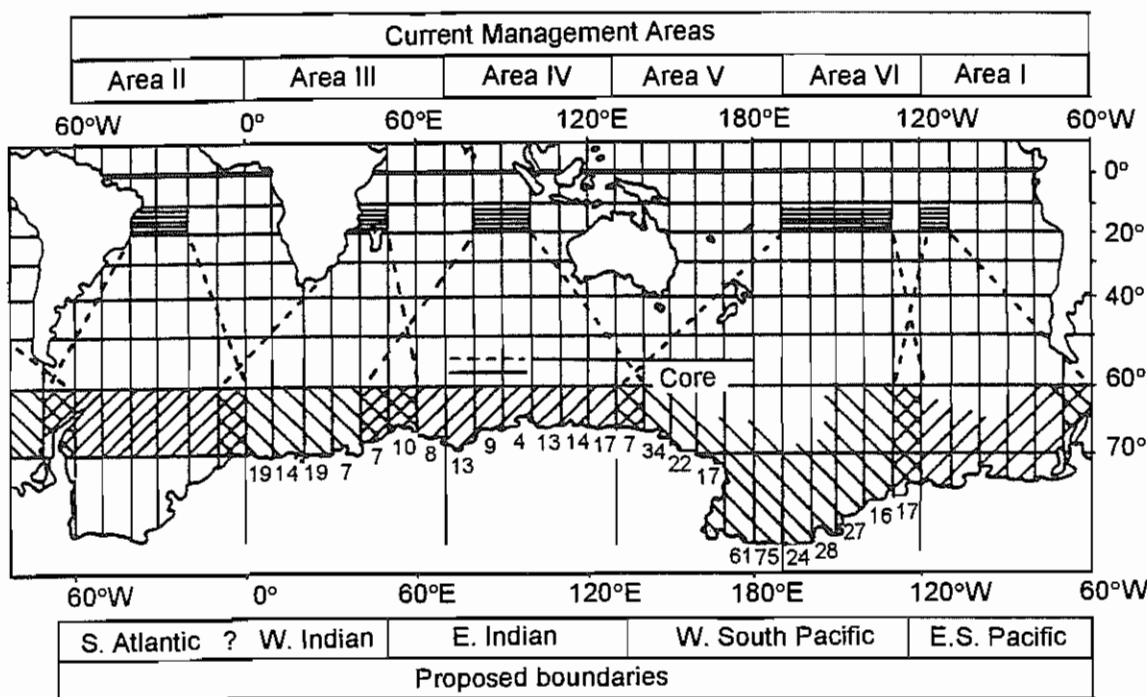 Current Management Areas
Area II Area III Area IV Area V Area VI Area I
60°W 0° 60°E 120°E 180°E 120°W 60°W
0°
20°
40°
Core 60°
70°
19 14 19 7 7 10 8 13 9 4 13 14 17 7 34 22 17
61 75 24 28 27 16 17
60°W 0° 60°E 120°E 180°E 120°W 60°W
S. Atlantic ? W. Indian E. Indian W. South Pacific E.S. Pacific
Proposed boundaries